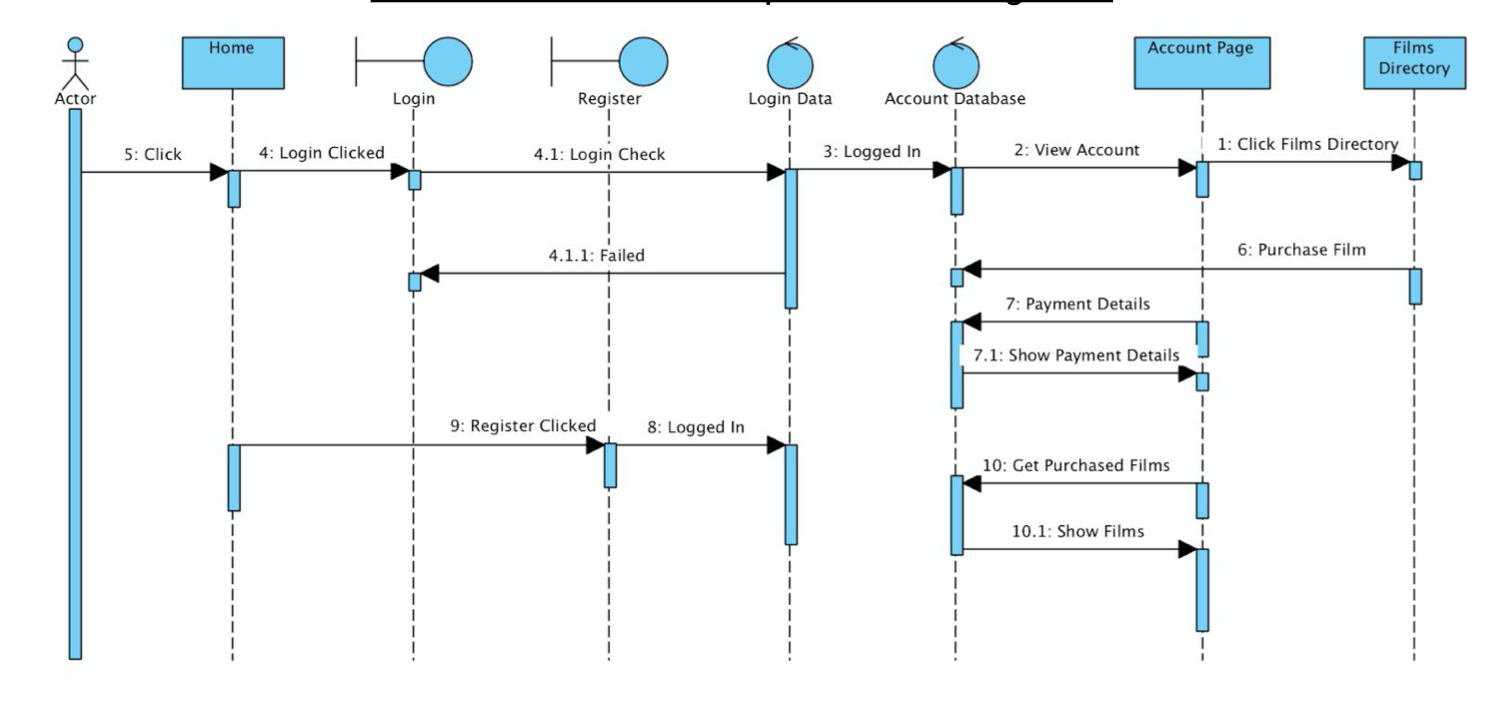 Home
Account Page
Films
Directory
Actor
Login
Register
Login Data
Account Database
5: Click
4: Login Clicked
4.1: Login Check
3: Logged In
2: View Account
1: Click Films Directory
4.1.1: Failed
6: Purchase Film
7: Payment Details
7.1: Show Payment Details
9: Register Clicked
8: Logged In
10: Get Purchased Films
10.1: Show Films